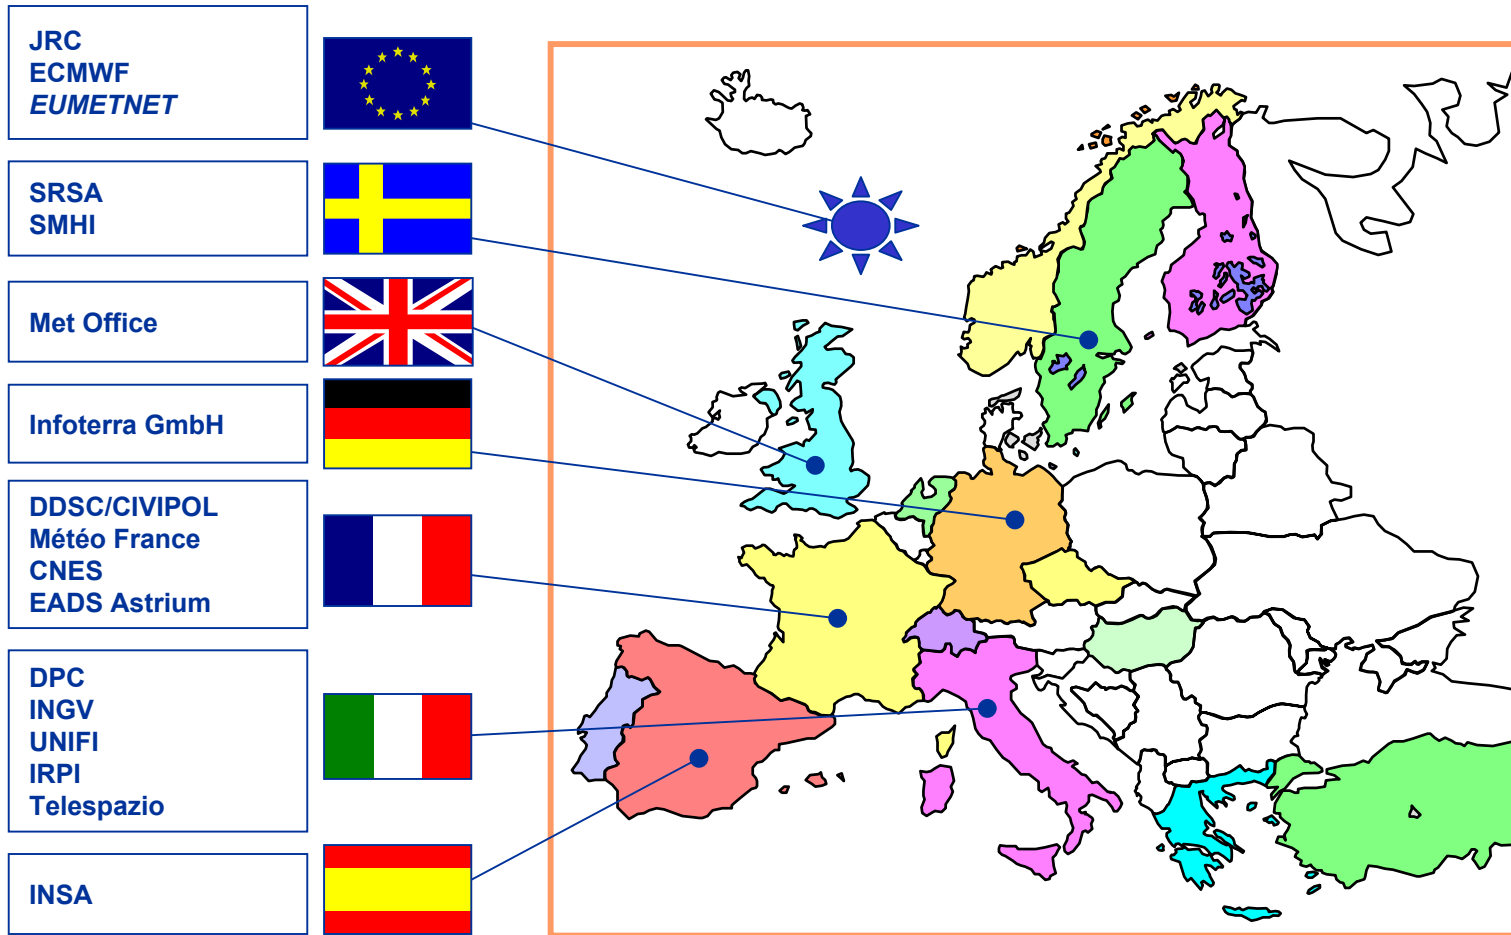 JRC
ECMWF
EUMETNET
SRSA
SMHI
Met Office
Infoterra GmbH
DDSC/CIVIPOL
Météo France
CNES
EADS Astrium
DPC
INGV
UNIFI
IRPI
Telespazio
INSA